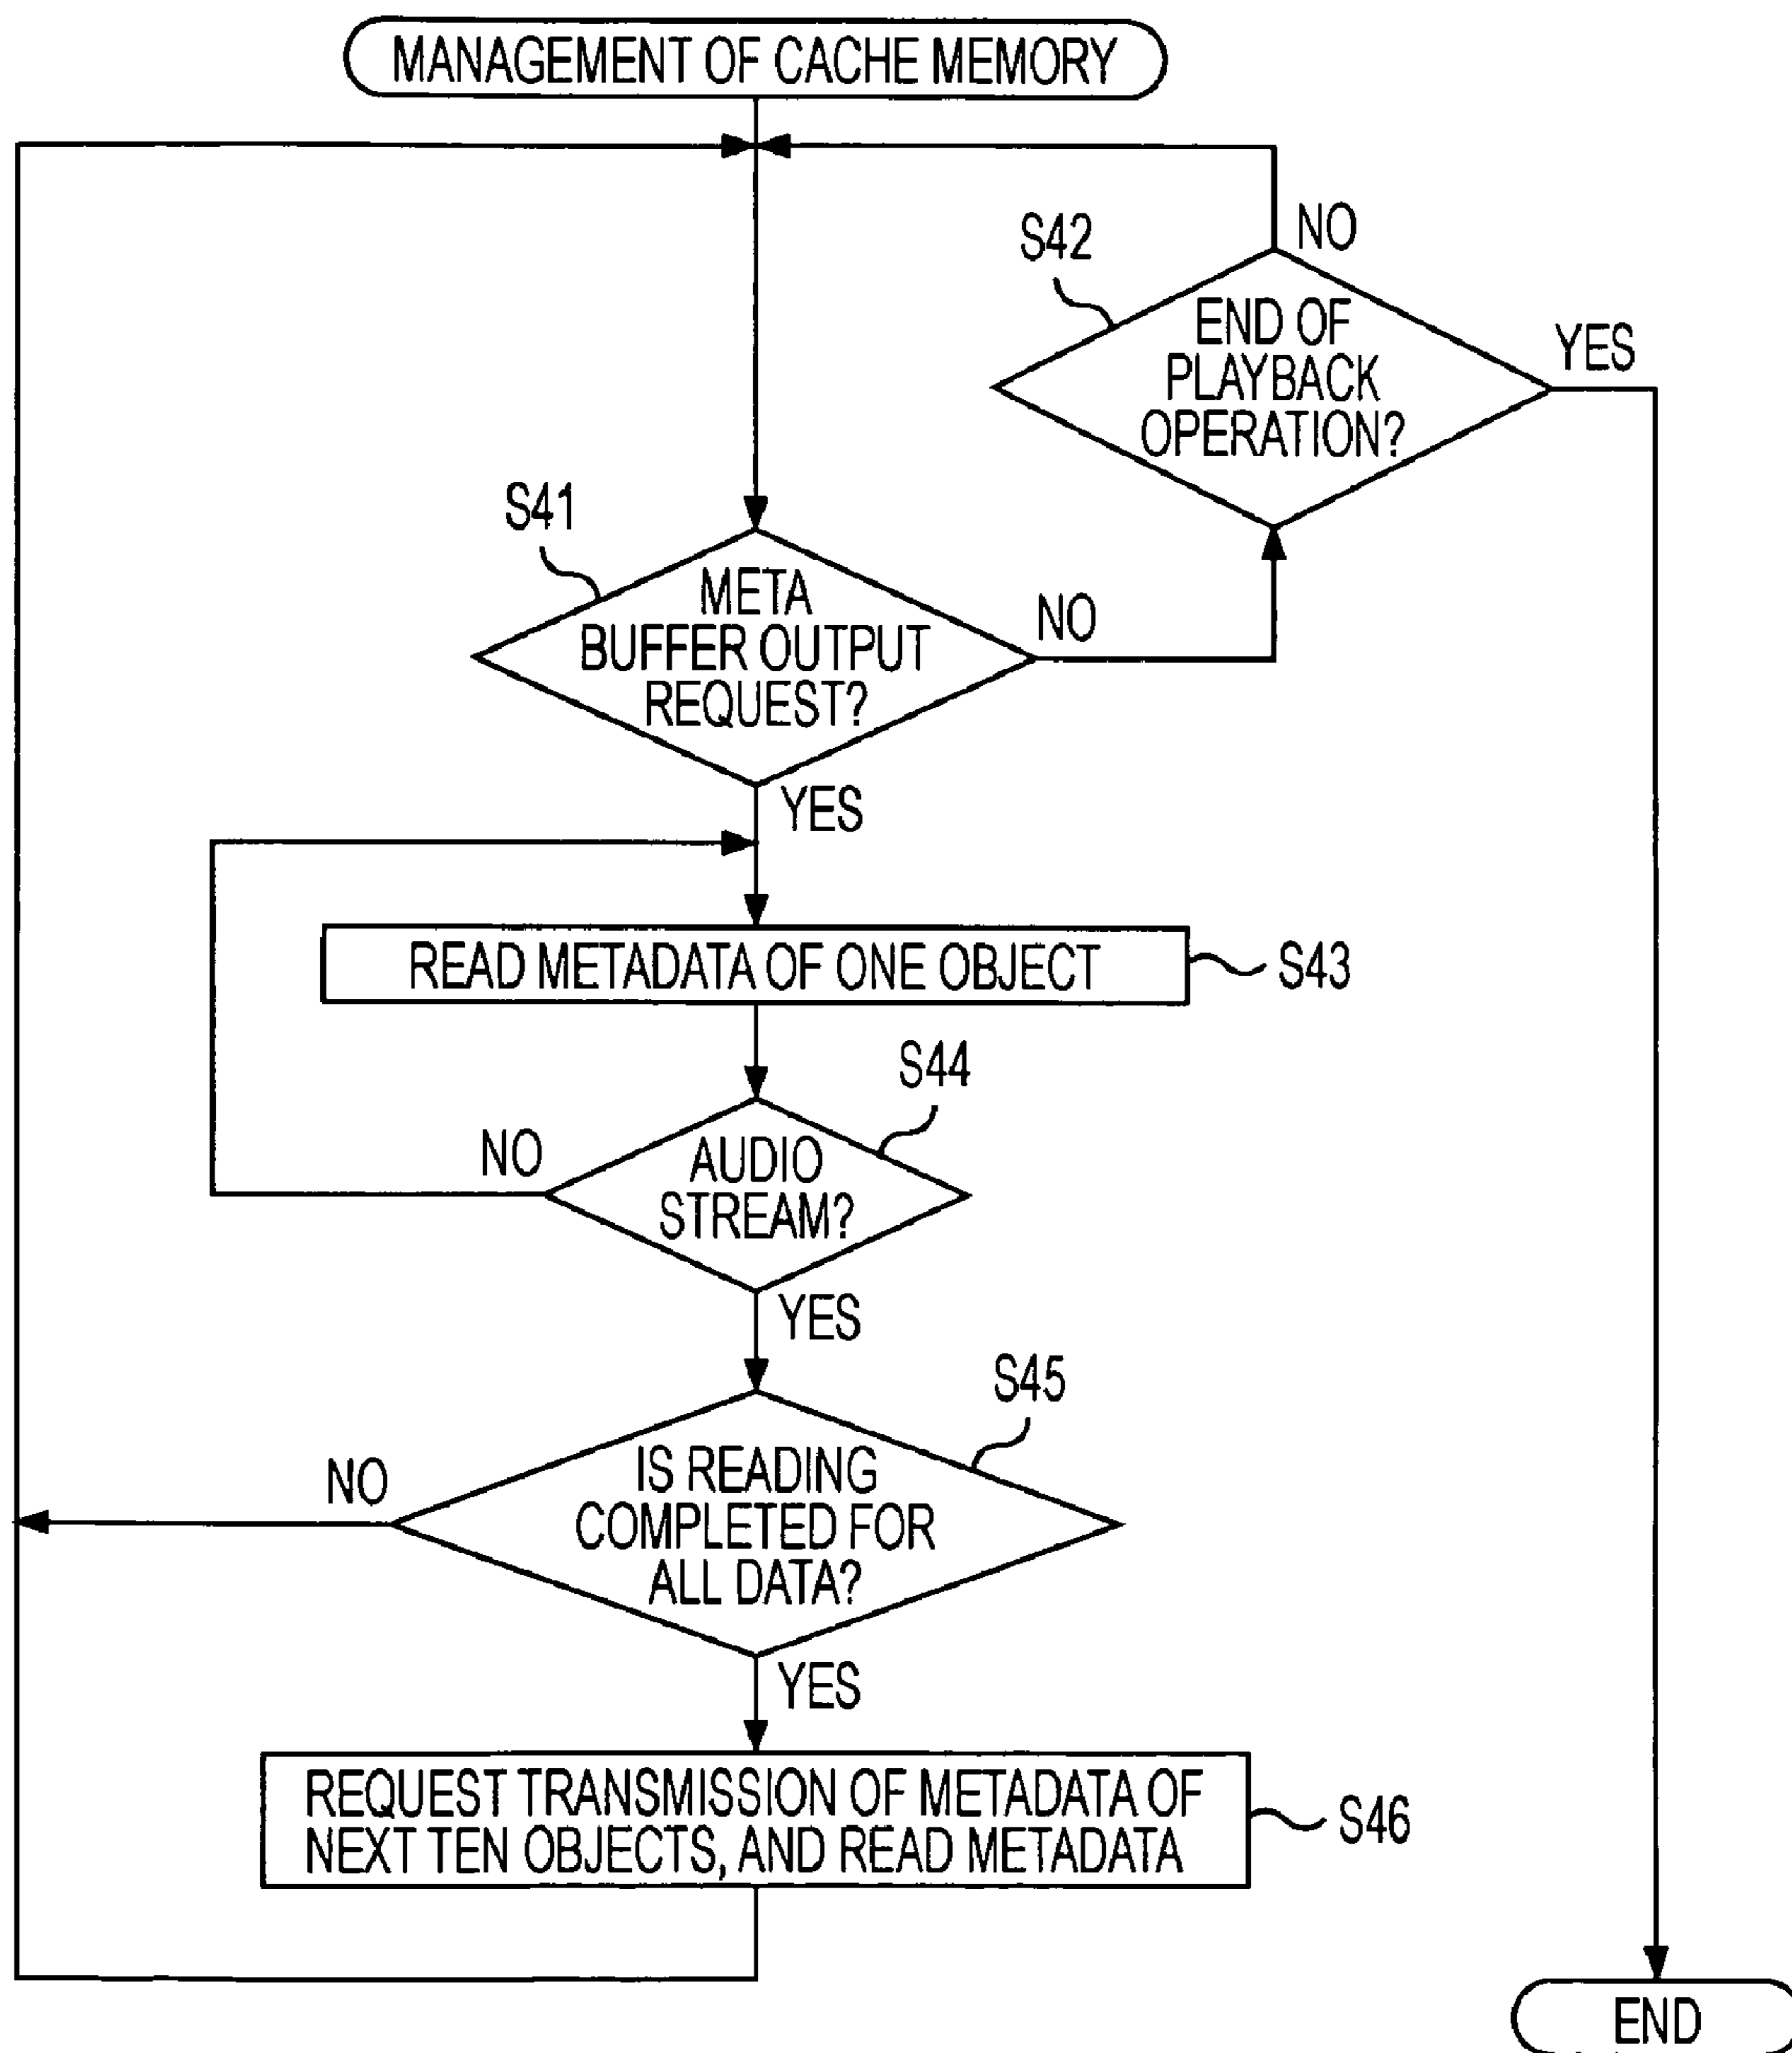 MANAGEMENT OF CACHE MEMORY
NO
S42
END OF
PLAYBACK
OPERATION?
YES
S41
META
BUFFER OUTPUT
REQUEST?
NO
YES
READ METADATA OF ONE OBJECT
S43
S44
NO
AUDIO
STREAM?
YES
S45
NO
IS READING
COMPLETED FOR
ALL DATA?
YES
REQUEST TRANSMISSION OF METADATA OF
NEXT TEN OBJECTS, AND READ METADATA
S46
END